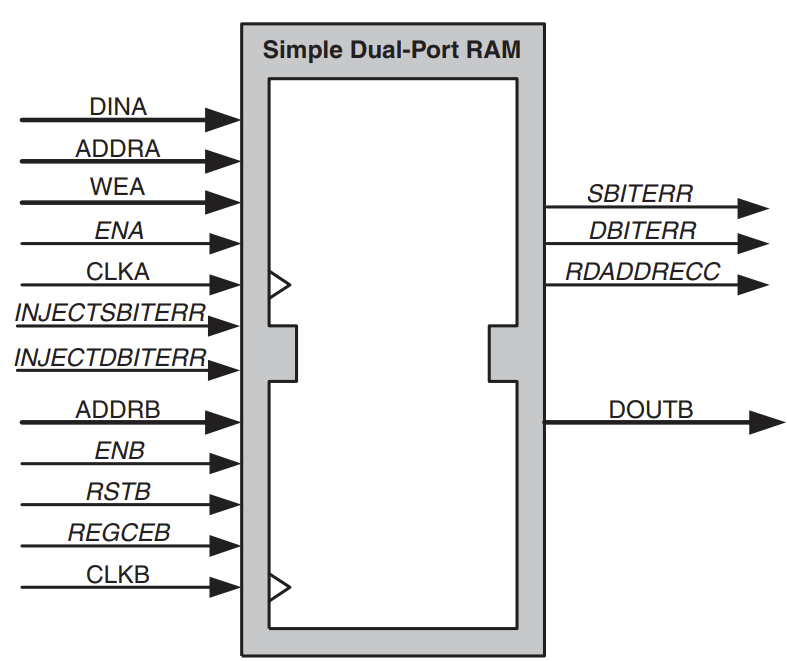 Simple Dual-Port RAM
DINA
ADDRA
WEA
ENA
CLKA
INJECTSBITERR
INJECTDBITERR
ADDRB
ENB
RSTB
REGCEB
CLKB
SBITERR
DBITERR
RDADDRECC
DOUTB